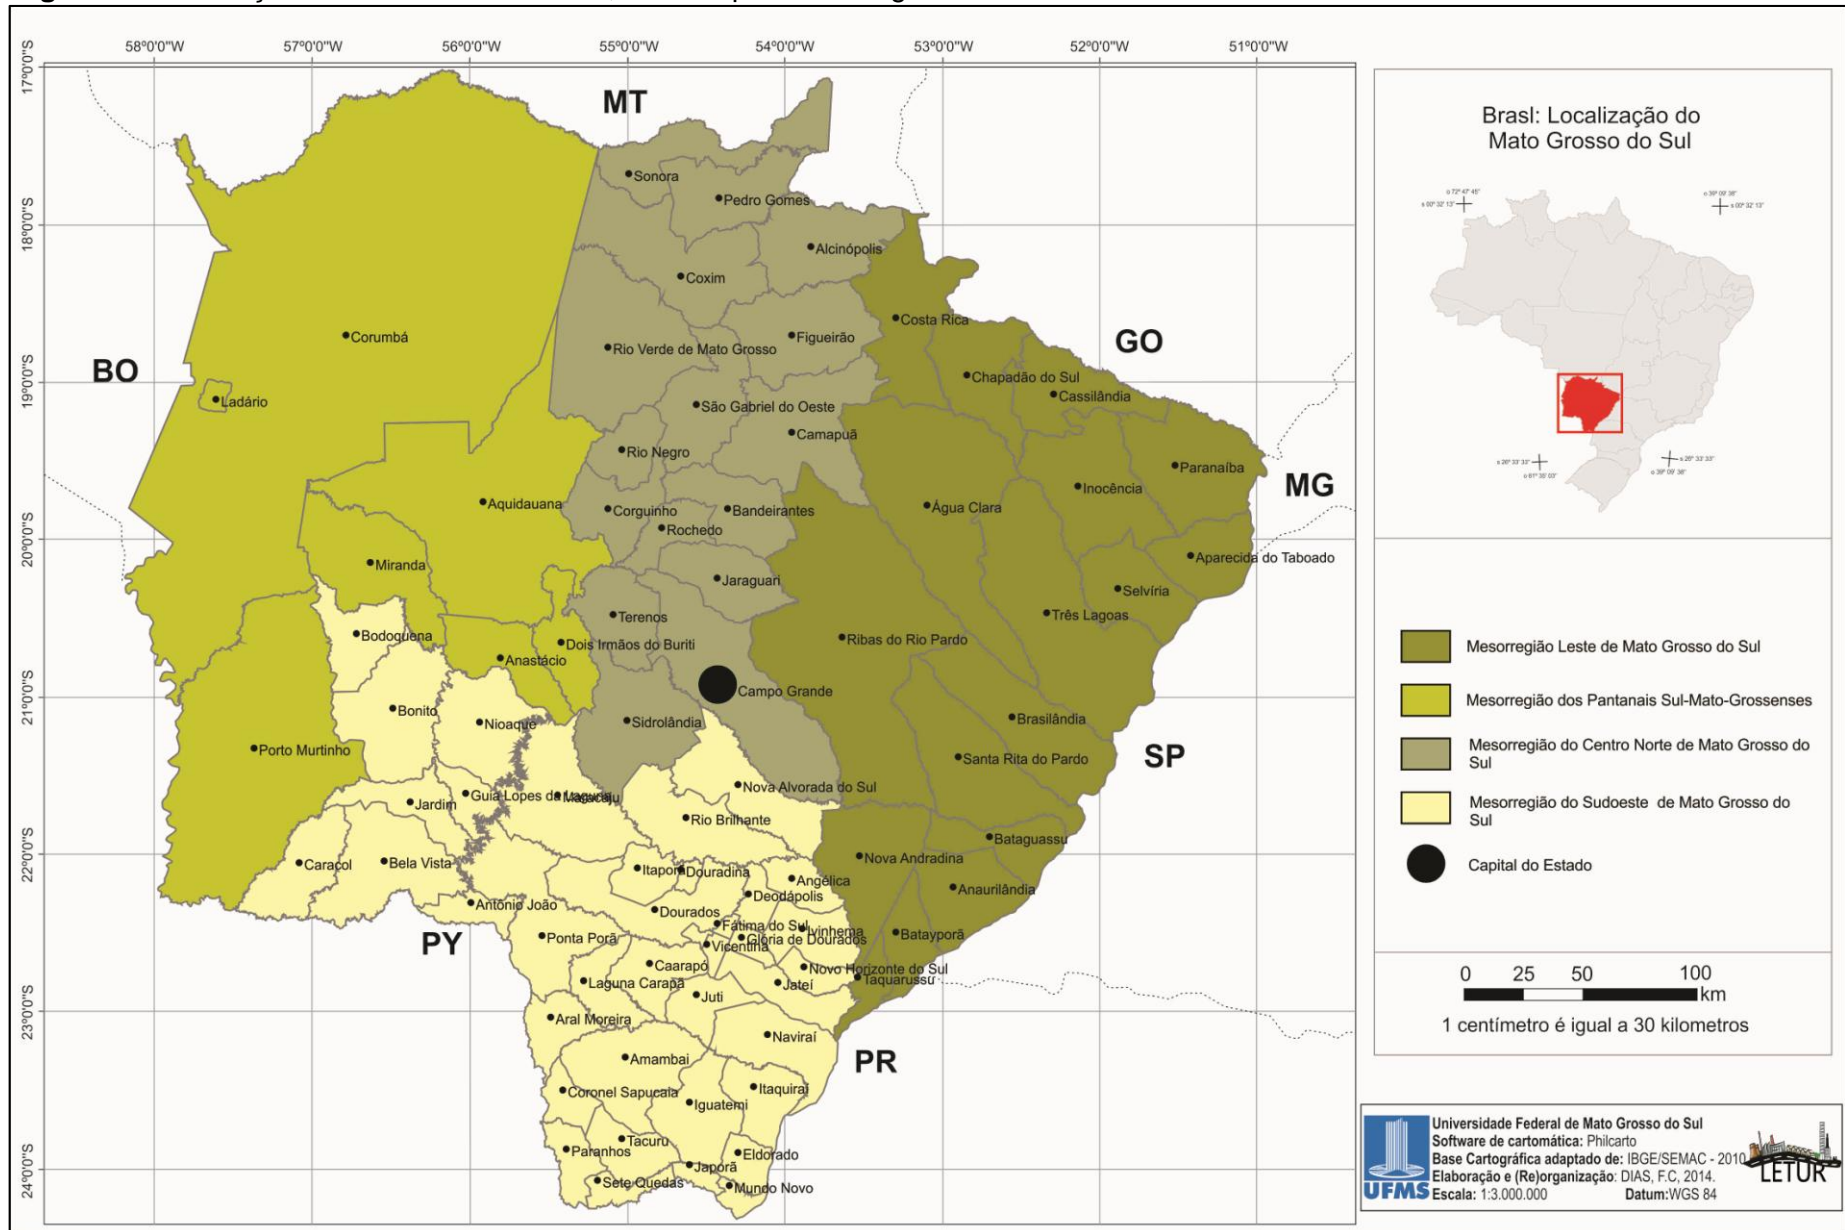 58°0'0"W 57°0'0"W 56°0'0"W 55°0'0"W 54°0'0"W 53°0'0"W 52°0'0"W 51°0'0"W
17°0'0"S
18°0'0"S
19°0'0"S
20°0'0"S
21°0'0"S
22°0'0"S
23°0'0"S
24°0'0"S
MT
BO
GO
MG
SP
PY
PR
Sonora
Pedro Gomes
Alcinópolis
Coxim
Costa Rica
Corumbá
Rio Verde de Mato Grosso
Figueirão
Chapadão do Sul
Cassilândia
Ladário
São Gabriel do Oeste
Camapuã
Rio Negro
Paranaíba
Inocência
Aquidauana
Corguinho
Bandeirantes
Água Clara
Rochedo
Aparecida do Taboado
Miranda
Jaraguari
Selvíria
Terenos
Três Lagoas
Bodoquena
Dois Irmãos do Buriti
Ribas do Rio Pardo
Anastácio
Campo Grande
Bonito
Nioaque
Sidrolândia
Brasilândia
Porto Murtinho
Santa Rita do Pardo
Nova Alvorada do Sul
Guia Lopes da Laguna
Maracaju
Jardim
Rio Brilhante
Bataguassu
Caracol
Bela Vista
Nova Andradina
Itaporã
Douradina
Angélica
Anaurilândia
Deodápolis
Antônio João
Dourados
Fátima do Sul
Ivinhema
Batayporã
Ponta Porã
Glória de Dourados
Vicentina
Caarapó
Novo Horizonte do Sul
Taquarussu
Laguna Carapã
Jateí
Juti
Aral Moreira
Naviraí
Amambai
Coronel Sapucaia
Itaquiraí
Iguatemi
Tacuru
Paranhos
Eldorado
Japorã
Sete Quedas
Mundo Novo
Brasl: Localização do
Mato Grosso do Sul
Mesorregião Leste de Mato Grosso do Sul
Mesorregião dos Pantanais Sul-Mato-Grossenses
Mesorregião do Centro Norte de Mato Grosso do
Sul
Mesorregião do Sudoeste de Mato Grosso do
Sul
Capital do Estado
0 25 50 100
km
1 centímetro é igual a 30 kilometros
UFMS
Universidade Federal de Mato Grosso do Sul
Software de cartomática: Philcarto
Base Cartográfica adaptado de: IBGE/SEMAC - 2010
Elaboração e (Re)organização: DIAS, F.C, 2014.
Escala: 1:3.000.000 Datum:WGS 84
LETUR